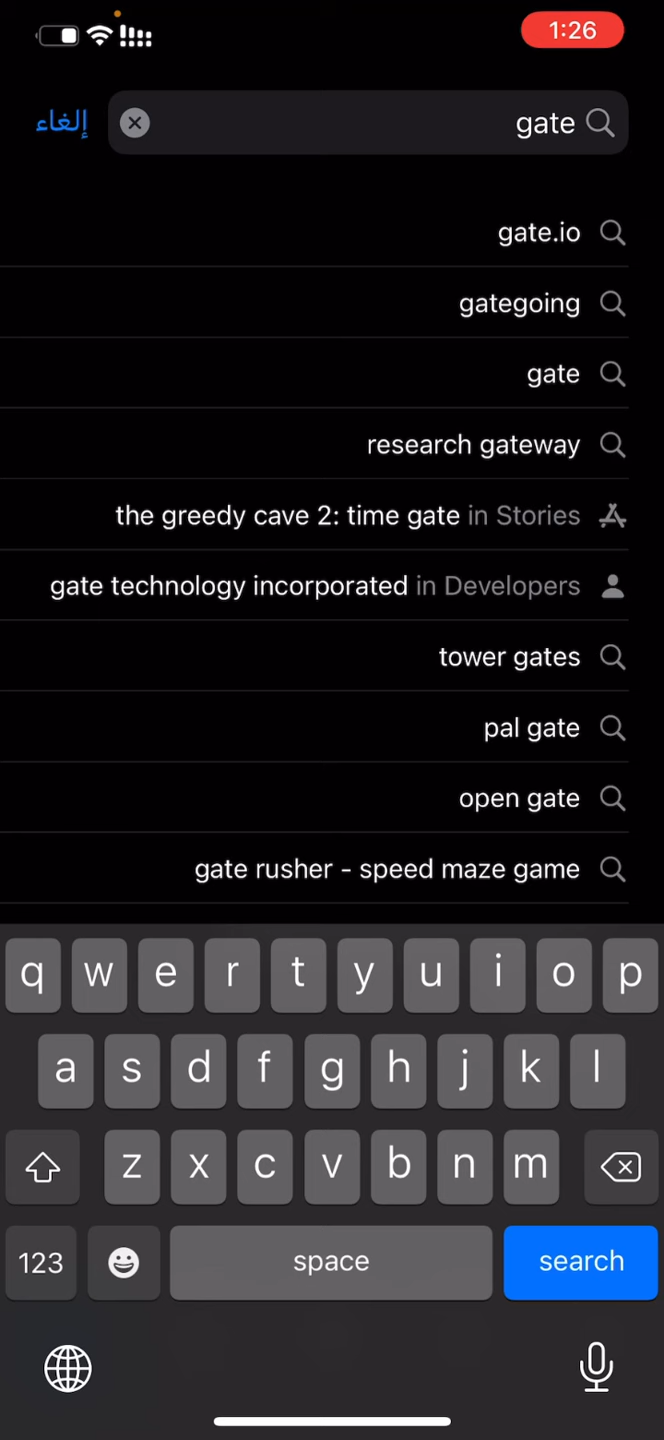 1:26
gate
إلغاء
gate.io
gategoing
gate
research gateway
the greedy cave 2: time gate in Stories
gate technology incorporated in Developers
tower gates
pal gate
open gate
gate rusher - speed maze game
q w e r t y u i o p
a s d f g h j k l
z x c v b n m
123 space search